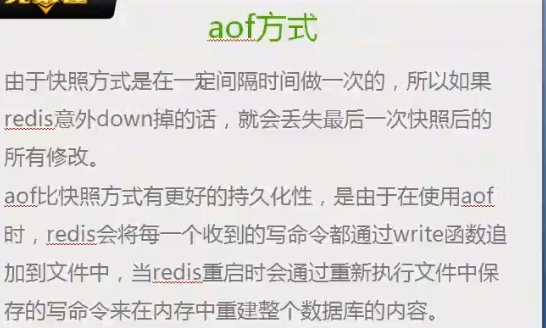 aof方式
由于快照方式是在一定间隔时间做一次的，所以如果
redis意外down掉的话，就会丢失最后一次快照后的
所有修改。
aof比快照方式有更好的持久化性，是由于在使用aof
时，redis会将每一个收到的写命令都通过write函数追
加到文件中，当redis重启时会通过重新执行文件中保
存的写命令来在内存中重建整个数据库的内容。